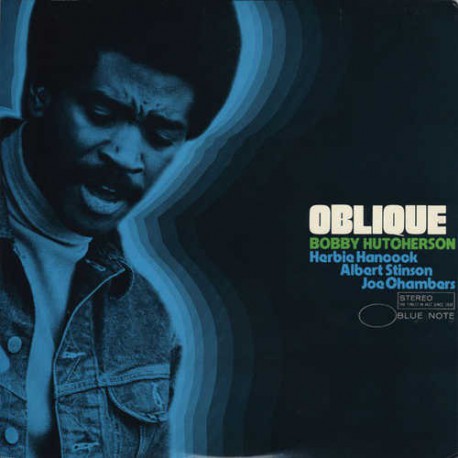 OBLIQUE
BOBBY HUTCHERSON
Herbie Hancock
Albert Stinson
Joe Chambers
STEREO
BLUE NOTE